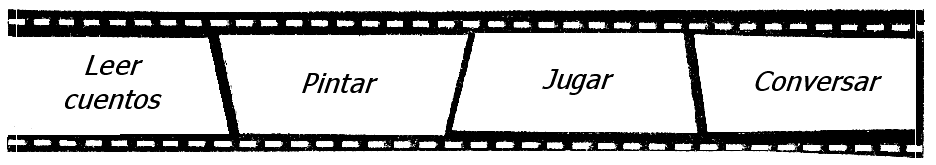 Leer
cuentos
Pintar
Jugar
Conversar